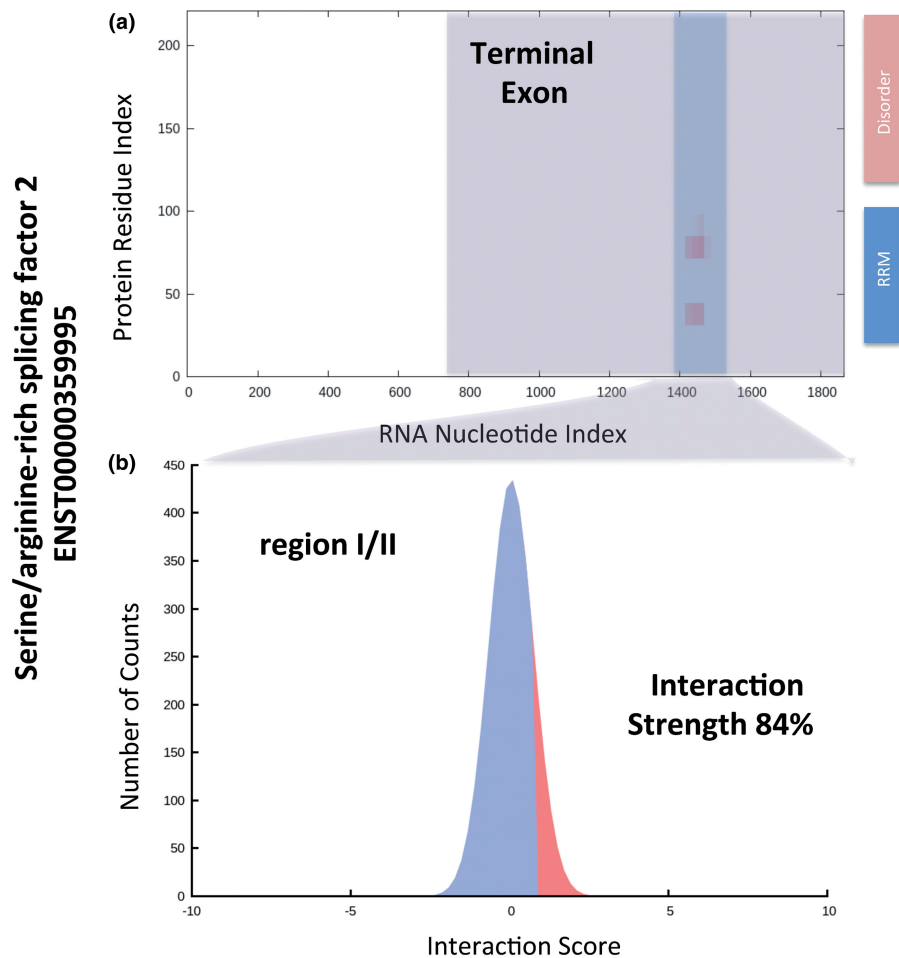 Serine/arginine-rich splicing factor 2
ENST0000359995
(a)
Protein Residue Index
200
150
100
50
0
Terminal
Exon
0 200 400 600 800 1000 1200 1400 1600 1800
RNA Nucleotide Index
Disorder
RRM
(b)
Number of Counts
450
400
350
300
250
200
150
100
50
0
region I/II
Interaction
Strength 84%
-10 -5 0 5 10
Interaction Score